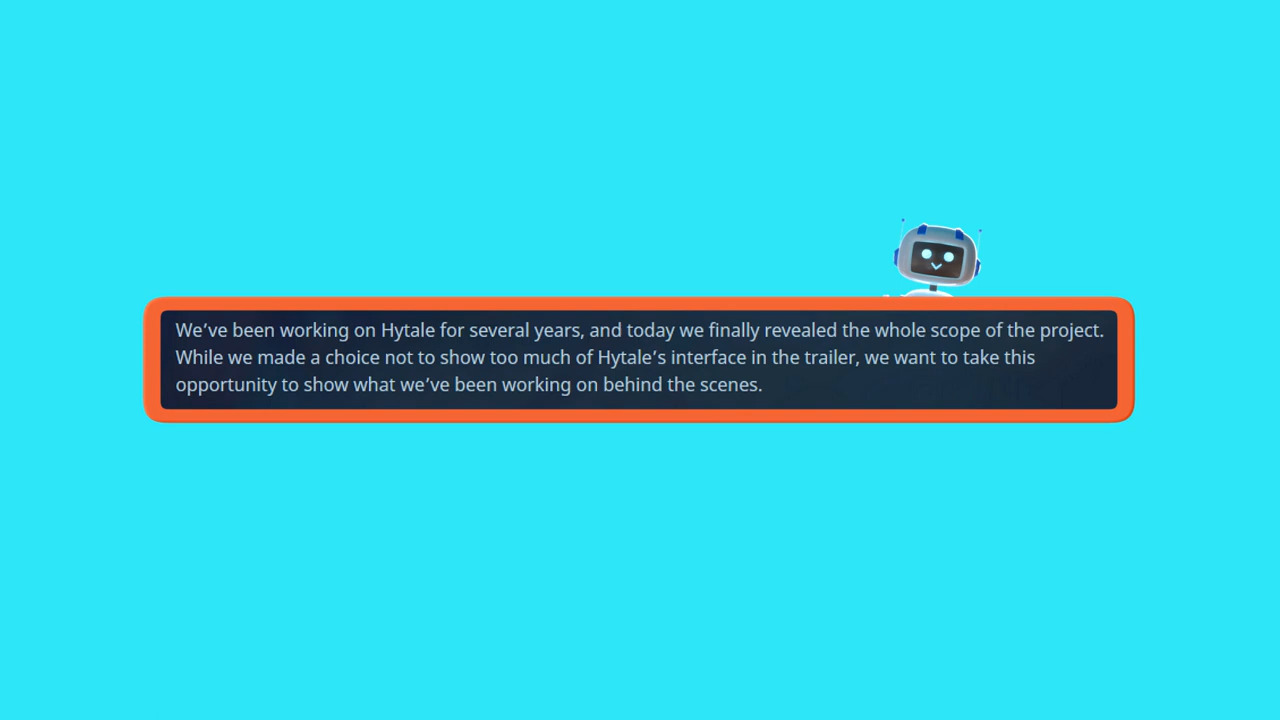 We’ve been working on Hytale for several years, and today we finally revealed the whole scope of the project.
While we made a choice not to show too much of Hytale’s interface in the trailer, we want to take this
opportunity to show what we’ve been working on behind the scenes.